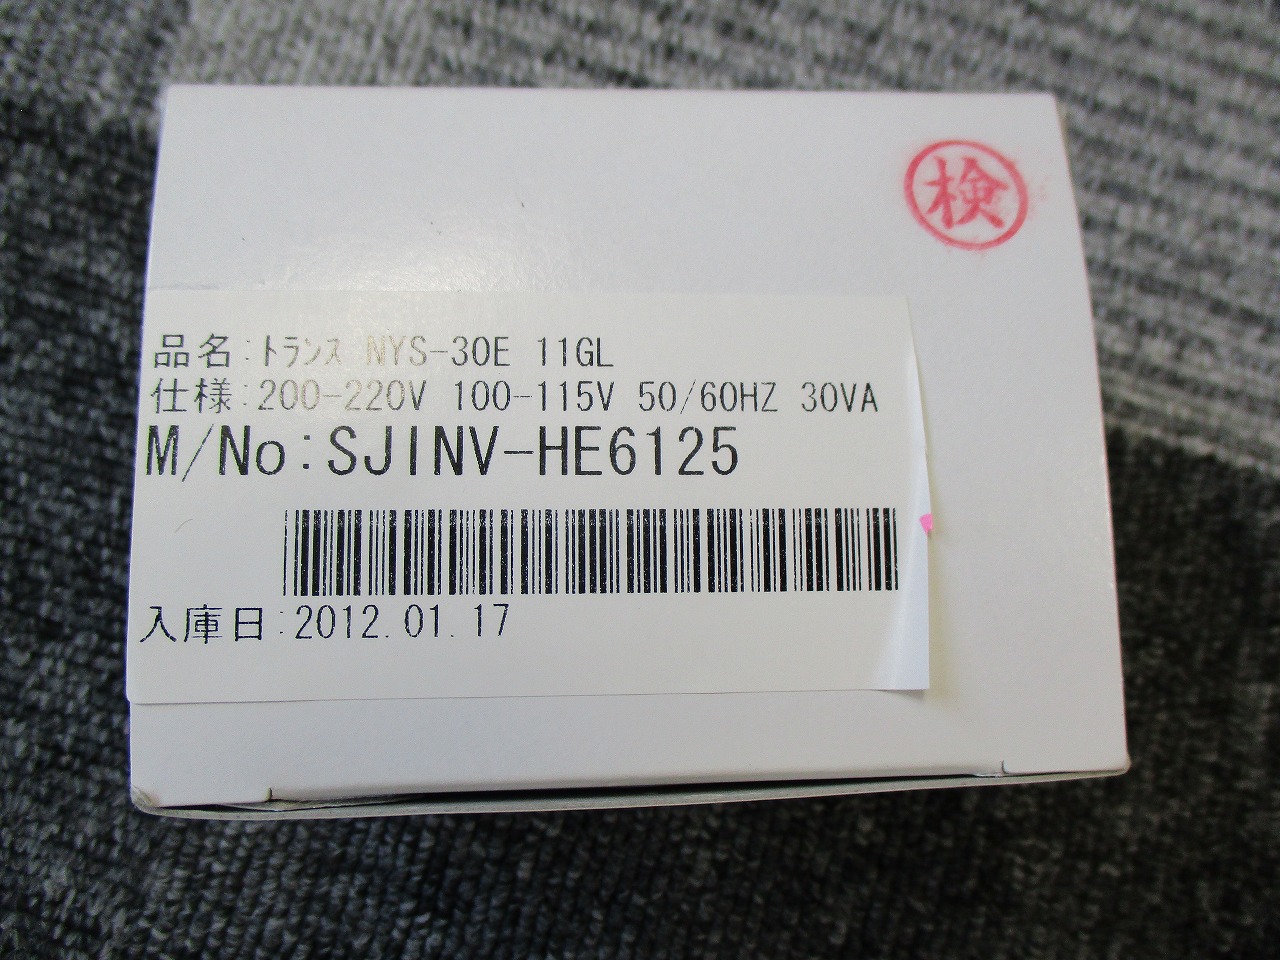 検
品名:ﾄﾗﾝｽ NYS-30E 11GL
仕様:200-220V 100-115V 50/60HZ 30VA
M/No:SJINV-HE6125
入庫日:2012.01.17